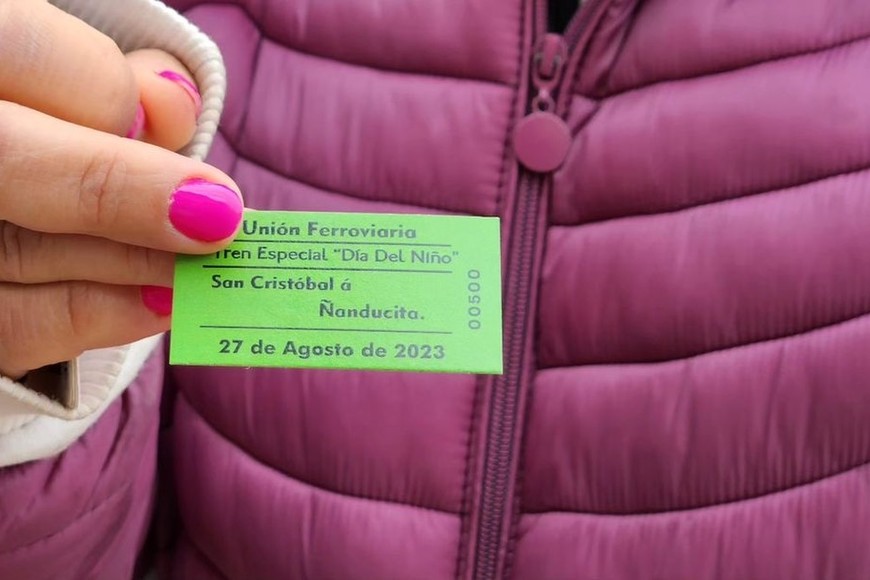 Unión Ferroviaria
Tren Especial "Día Del Niño"
San Cristóbal á
Ñanducita.
27 de Agosto de 2023
00500